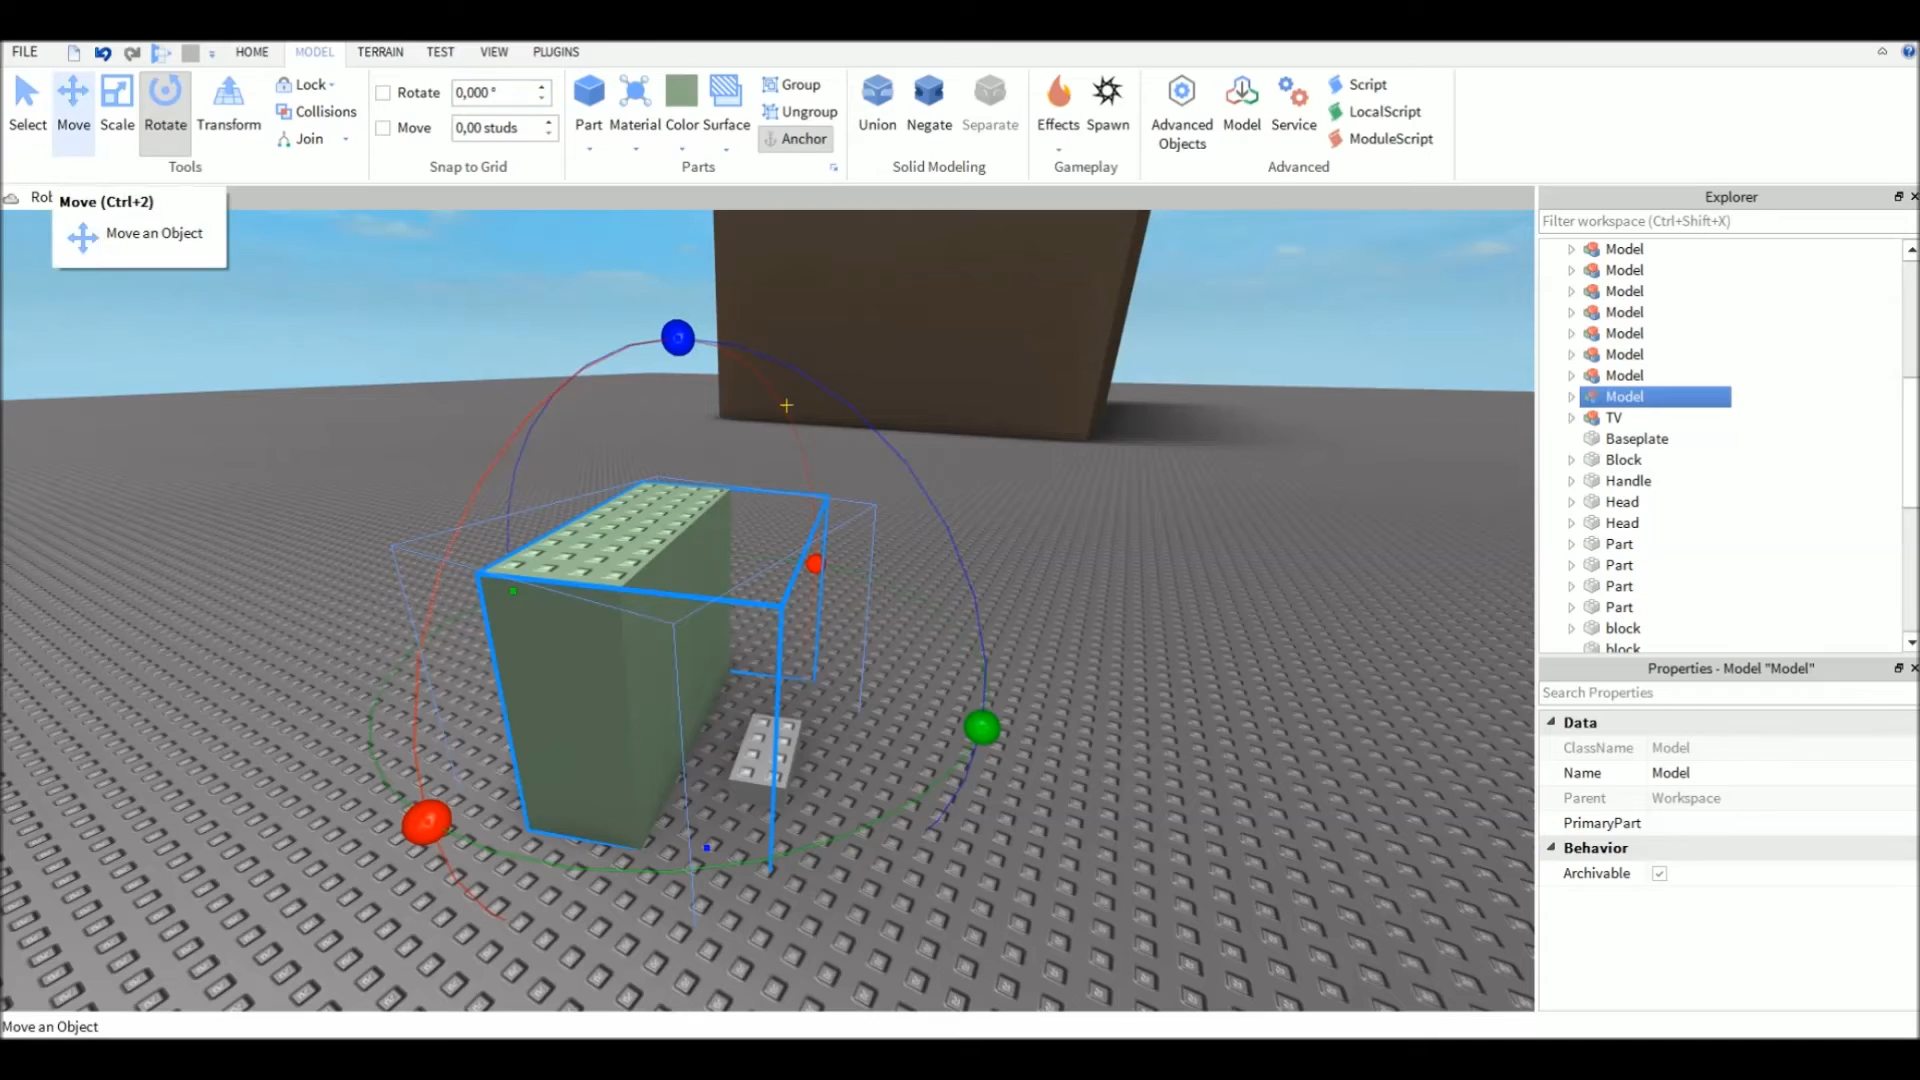 FILE HOME MODEL TERRAIN TEST VIEW PLUGINS
Select Move Scale Rotate Transform
Lock
Collisions
Join
Tools
Rotate 0,000 °
Move 0,00 studs
Snap to Grid
Part Material Color Surface
Group
Ungroup
Anchor
Parts
Union Negate Separate
Solid Modeling
Effects Spawn
Gameplay
Advanced Objects
Model Service
Script
LocalScript
ModuleScript
Advanced
Move (Ctrl+2)
Move an Object
Explorer
Filter workspace (Ctrl+Shift+X)
Model
Model
Model
Model
Model
Model
Model
Model
TV
Baseplate
Block
Handle
Head
Head
Part
Part
Part
Part
block
block
Properties - Model "Model"
Search Properties
Data
ClassName Model
Name Model
Parent Workspace
PrimaryPart
Behavior
Archivable
Move an Object